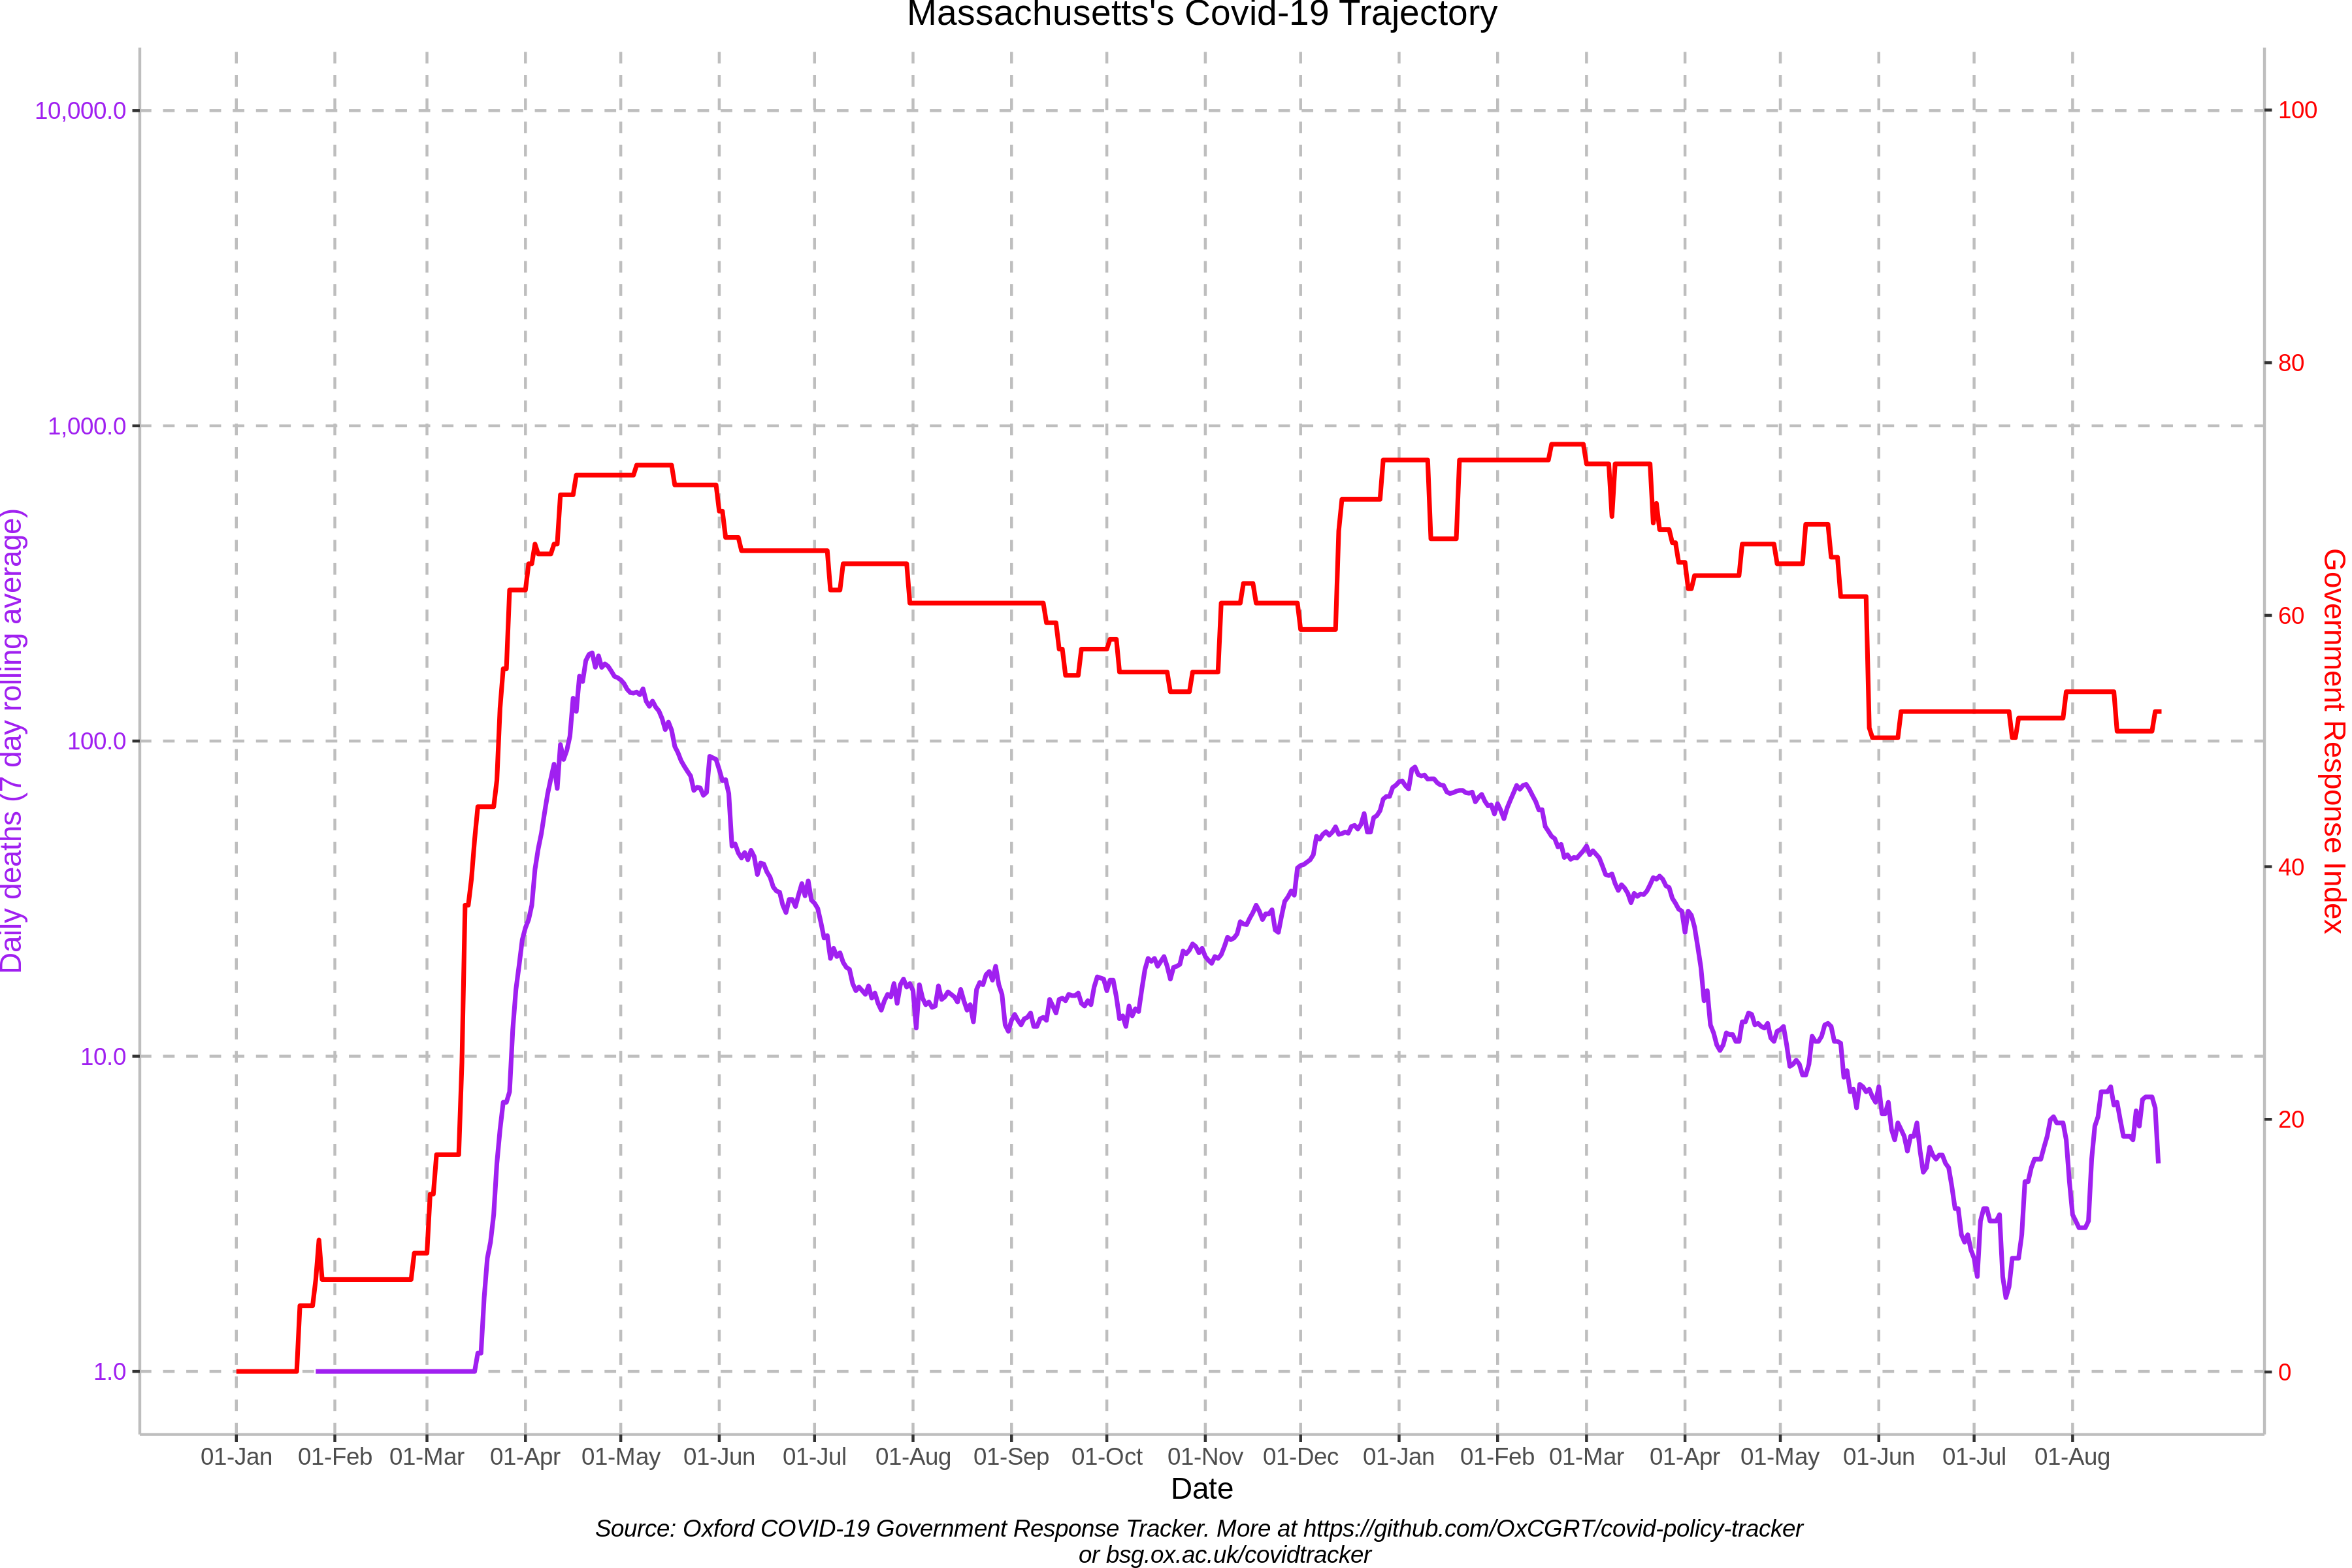 Massachusetts's Covid-19 Trajectory
10,000.0
1,000.0
100.0
10.0
1.0
Daily deaths (7 day rolling average)
100
80
60
40
20
0
Government Response Index
01-Jan 01-Feb 01-Mar 01-Apr 01-May 01-Jun 01-Jul 01-Aug 01-Sep 01-Oct 01-Nov 01-Dec 01-Jan 01-Feb 01-Mar 01-Apr 01-May 01-Jun 01-Jul 01-Aug
Date
Source: Oxford COVID-19 Government Response Tracker. More at https://github.com/OxCGRT/covid-policy-tracker
or bsg.ox.ac.uk/covidtracker